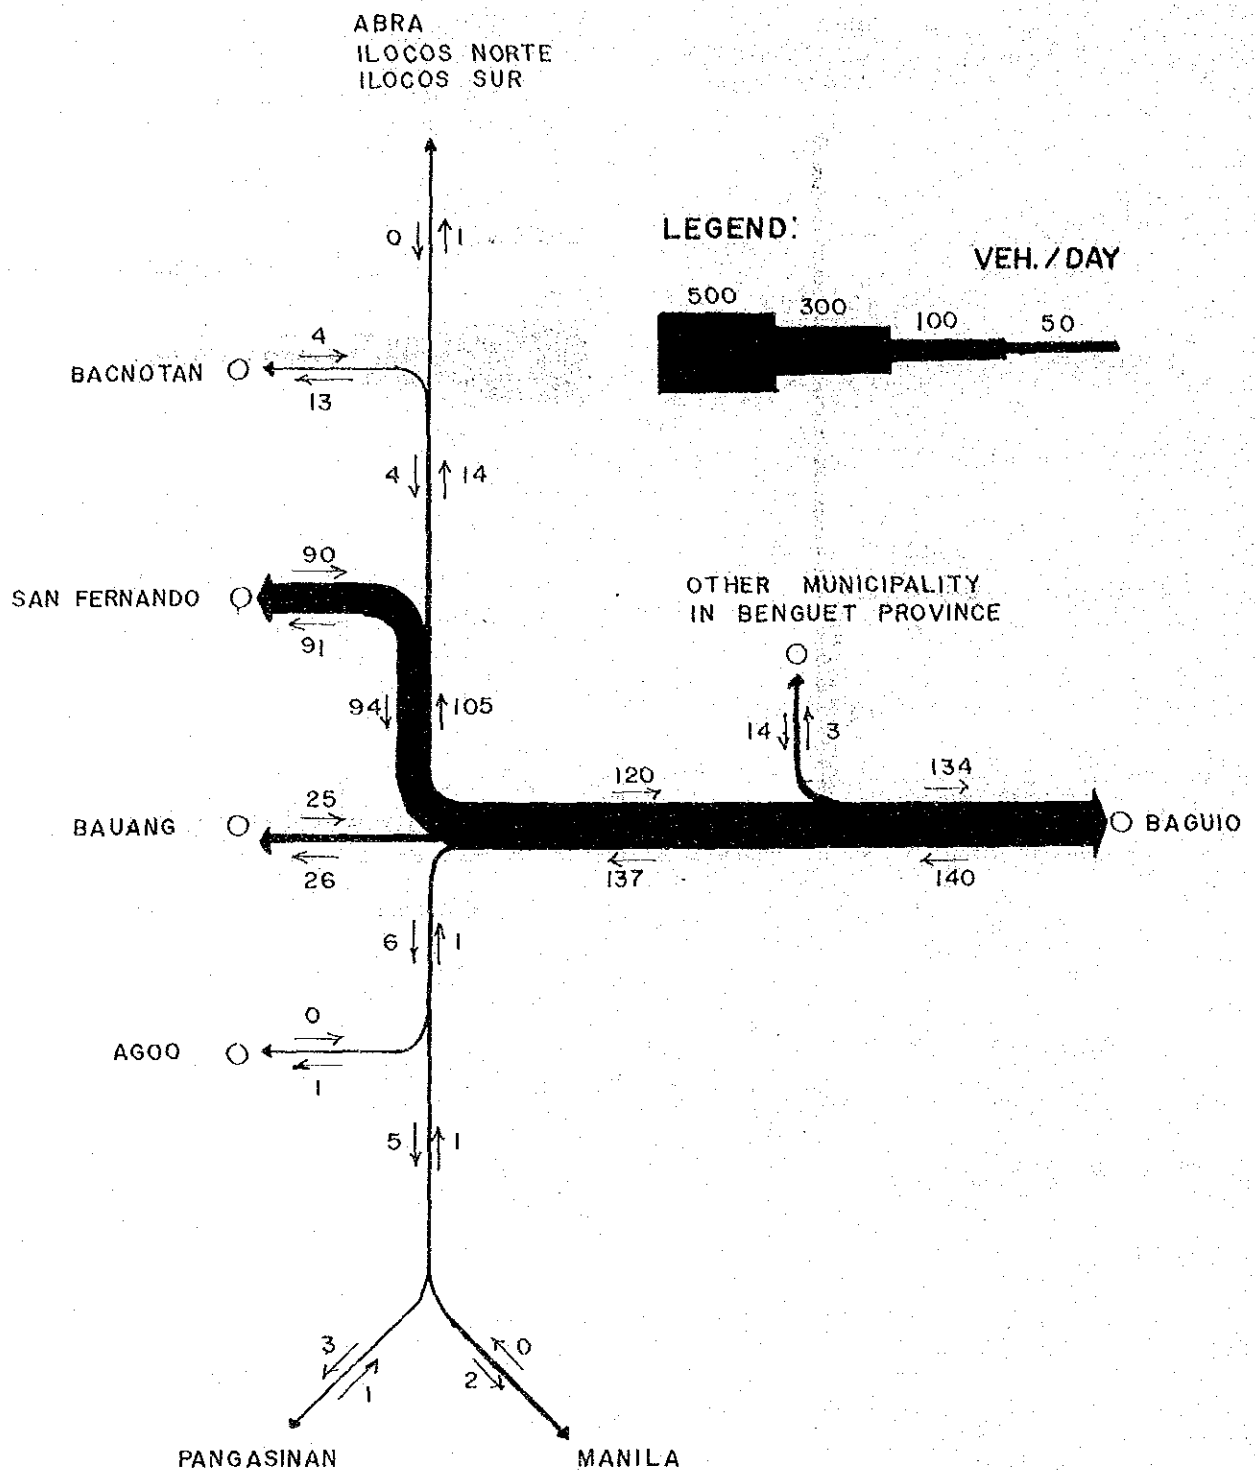 ABRA
ILOCOS NORTE
ILOCOS SUR
0 1
LEGEND:
VEH./DAY
500 300 100 50
4
BACNOTAN
13
4 14
90
SAN FERNANDO
91
OTHER MUNICIPALITY
IN BENGUET PROVINCE
94 105
14 3
120 134
25
BAUANG
BAGUIO
26
137 140
6 1
0
AGOO
1
5 1
3 0
1 2
PANGASINAN MANILA